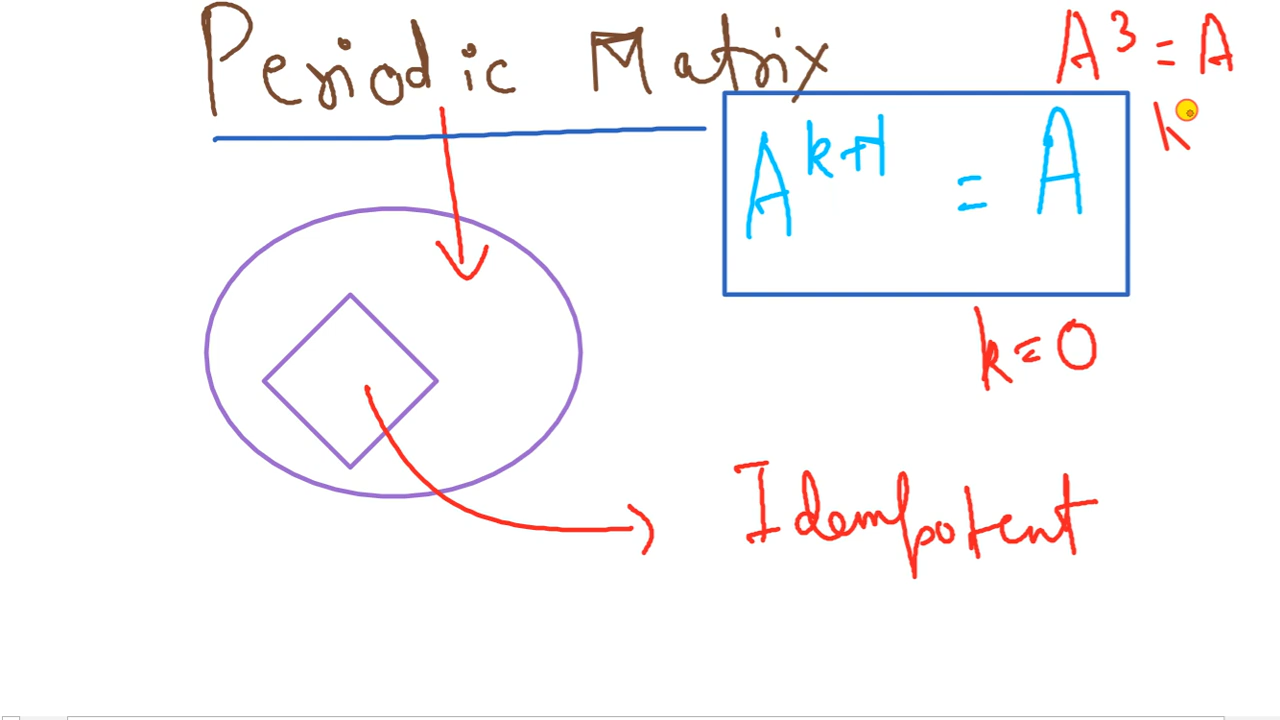 Periodic Matrix
A³ = A
k
A^{k+1} = A
k = 0
Idempotent